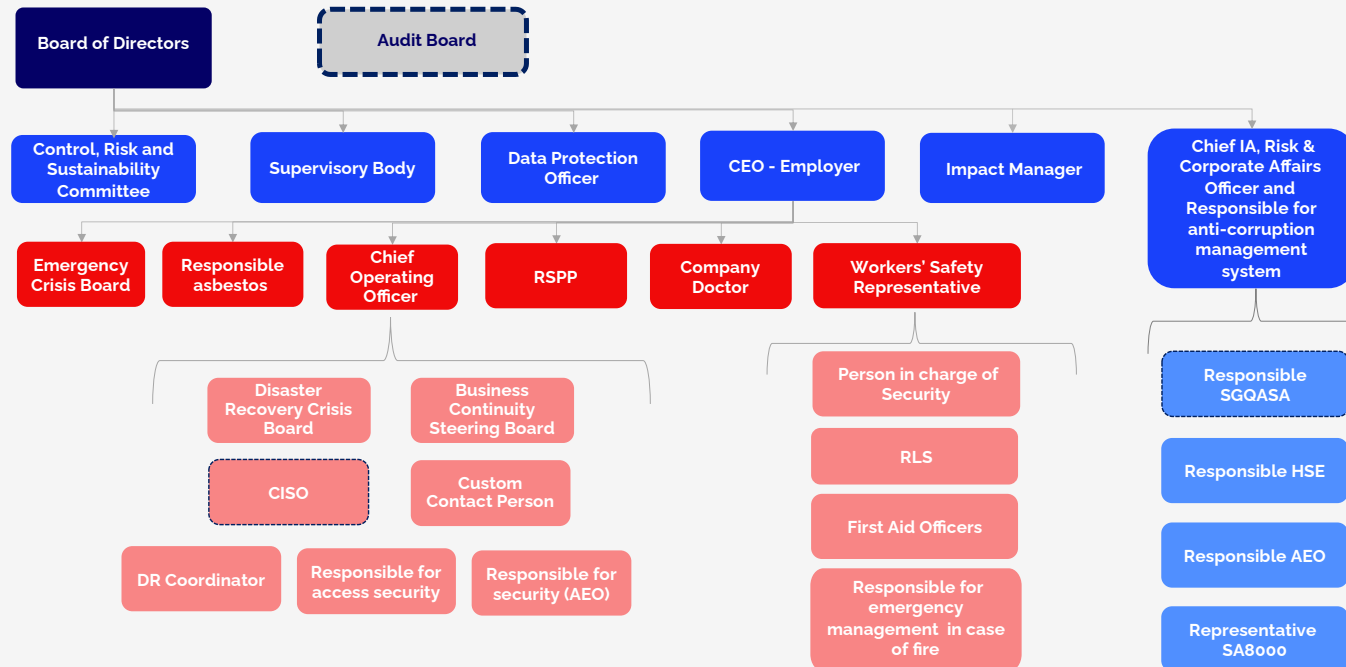 Board of Directors
Audit Board
Control, Risk and
Sustainability
Committee
Supervisory Body
Data Protection
Officer
CEO - Employer
Impact Manager
Chief IA, Risk &
Corporate Affairs
Officer and
Responsible for
anti-corruption
management
system
Emergency
Crisis Board
Responsible
asbestos
Chief
Operating
Officer
RSPP
Company
Doctor
Workers' Safety
Representative
Disaster
Recovery Crisis
Board
Business
Continuity
Steering Board
CISO
Custom
Contact Person
DR Coordinator
Responsible for
access security
Responsible for
security (AEO)
Person in charge of
Security
RLS
First Aid Officers
Responsible for
emergency
management in case
of fire
Responsible
SGQASA
Responsible HSE
Responsible AEO
Representative
SA8000